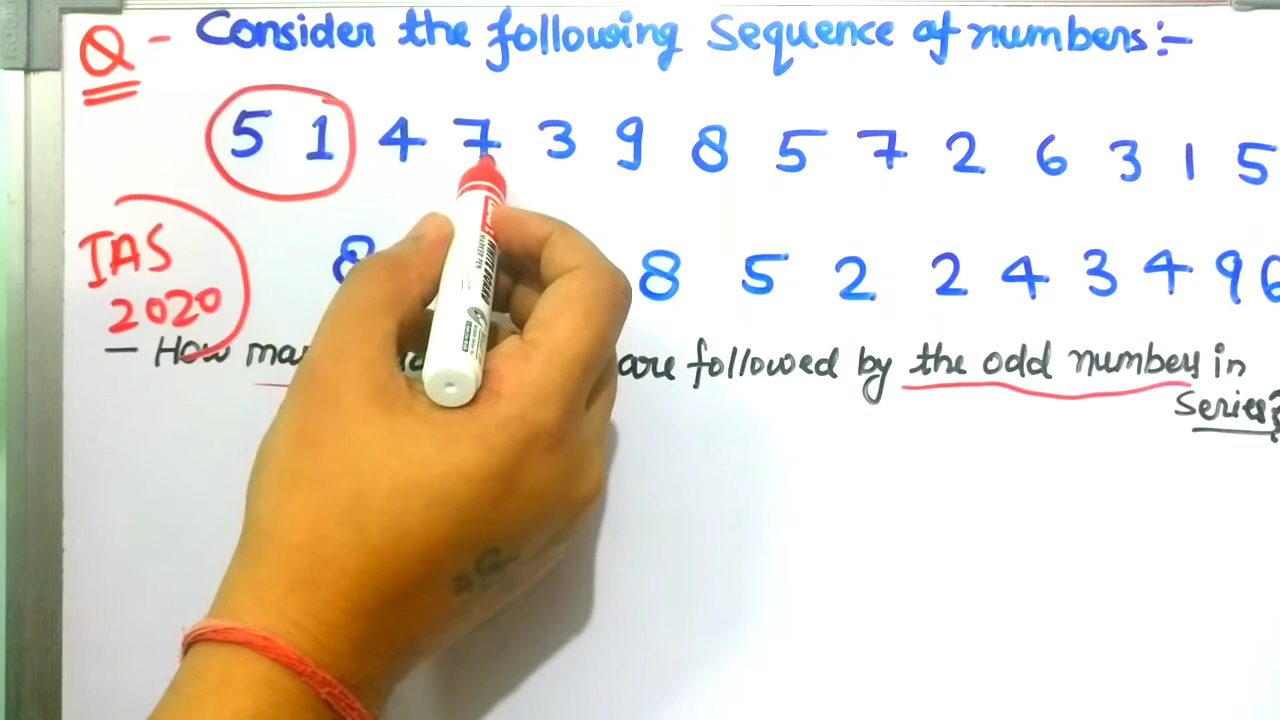 Q - Consider the following Sequence of numbers:-
5 1 4 7 3 9 8 5 7 2 6 3 1 5
8 8 5 2 2 4 3 4 9 6
IAS
2020
- How are followed by the odd numbers in
Series?